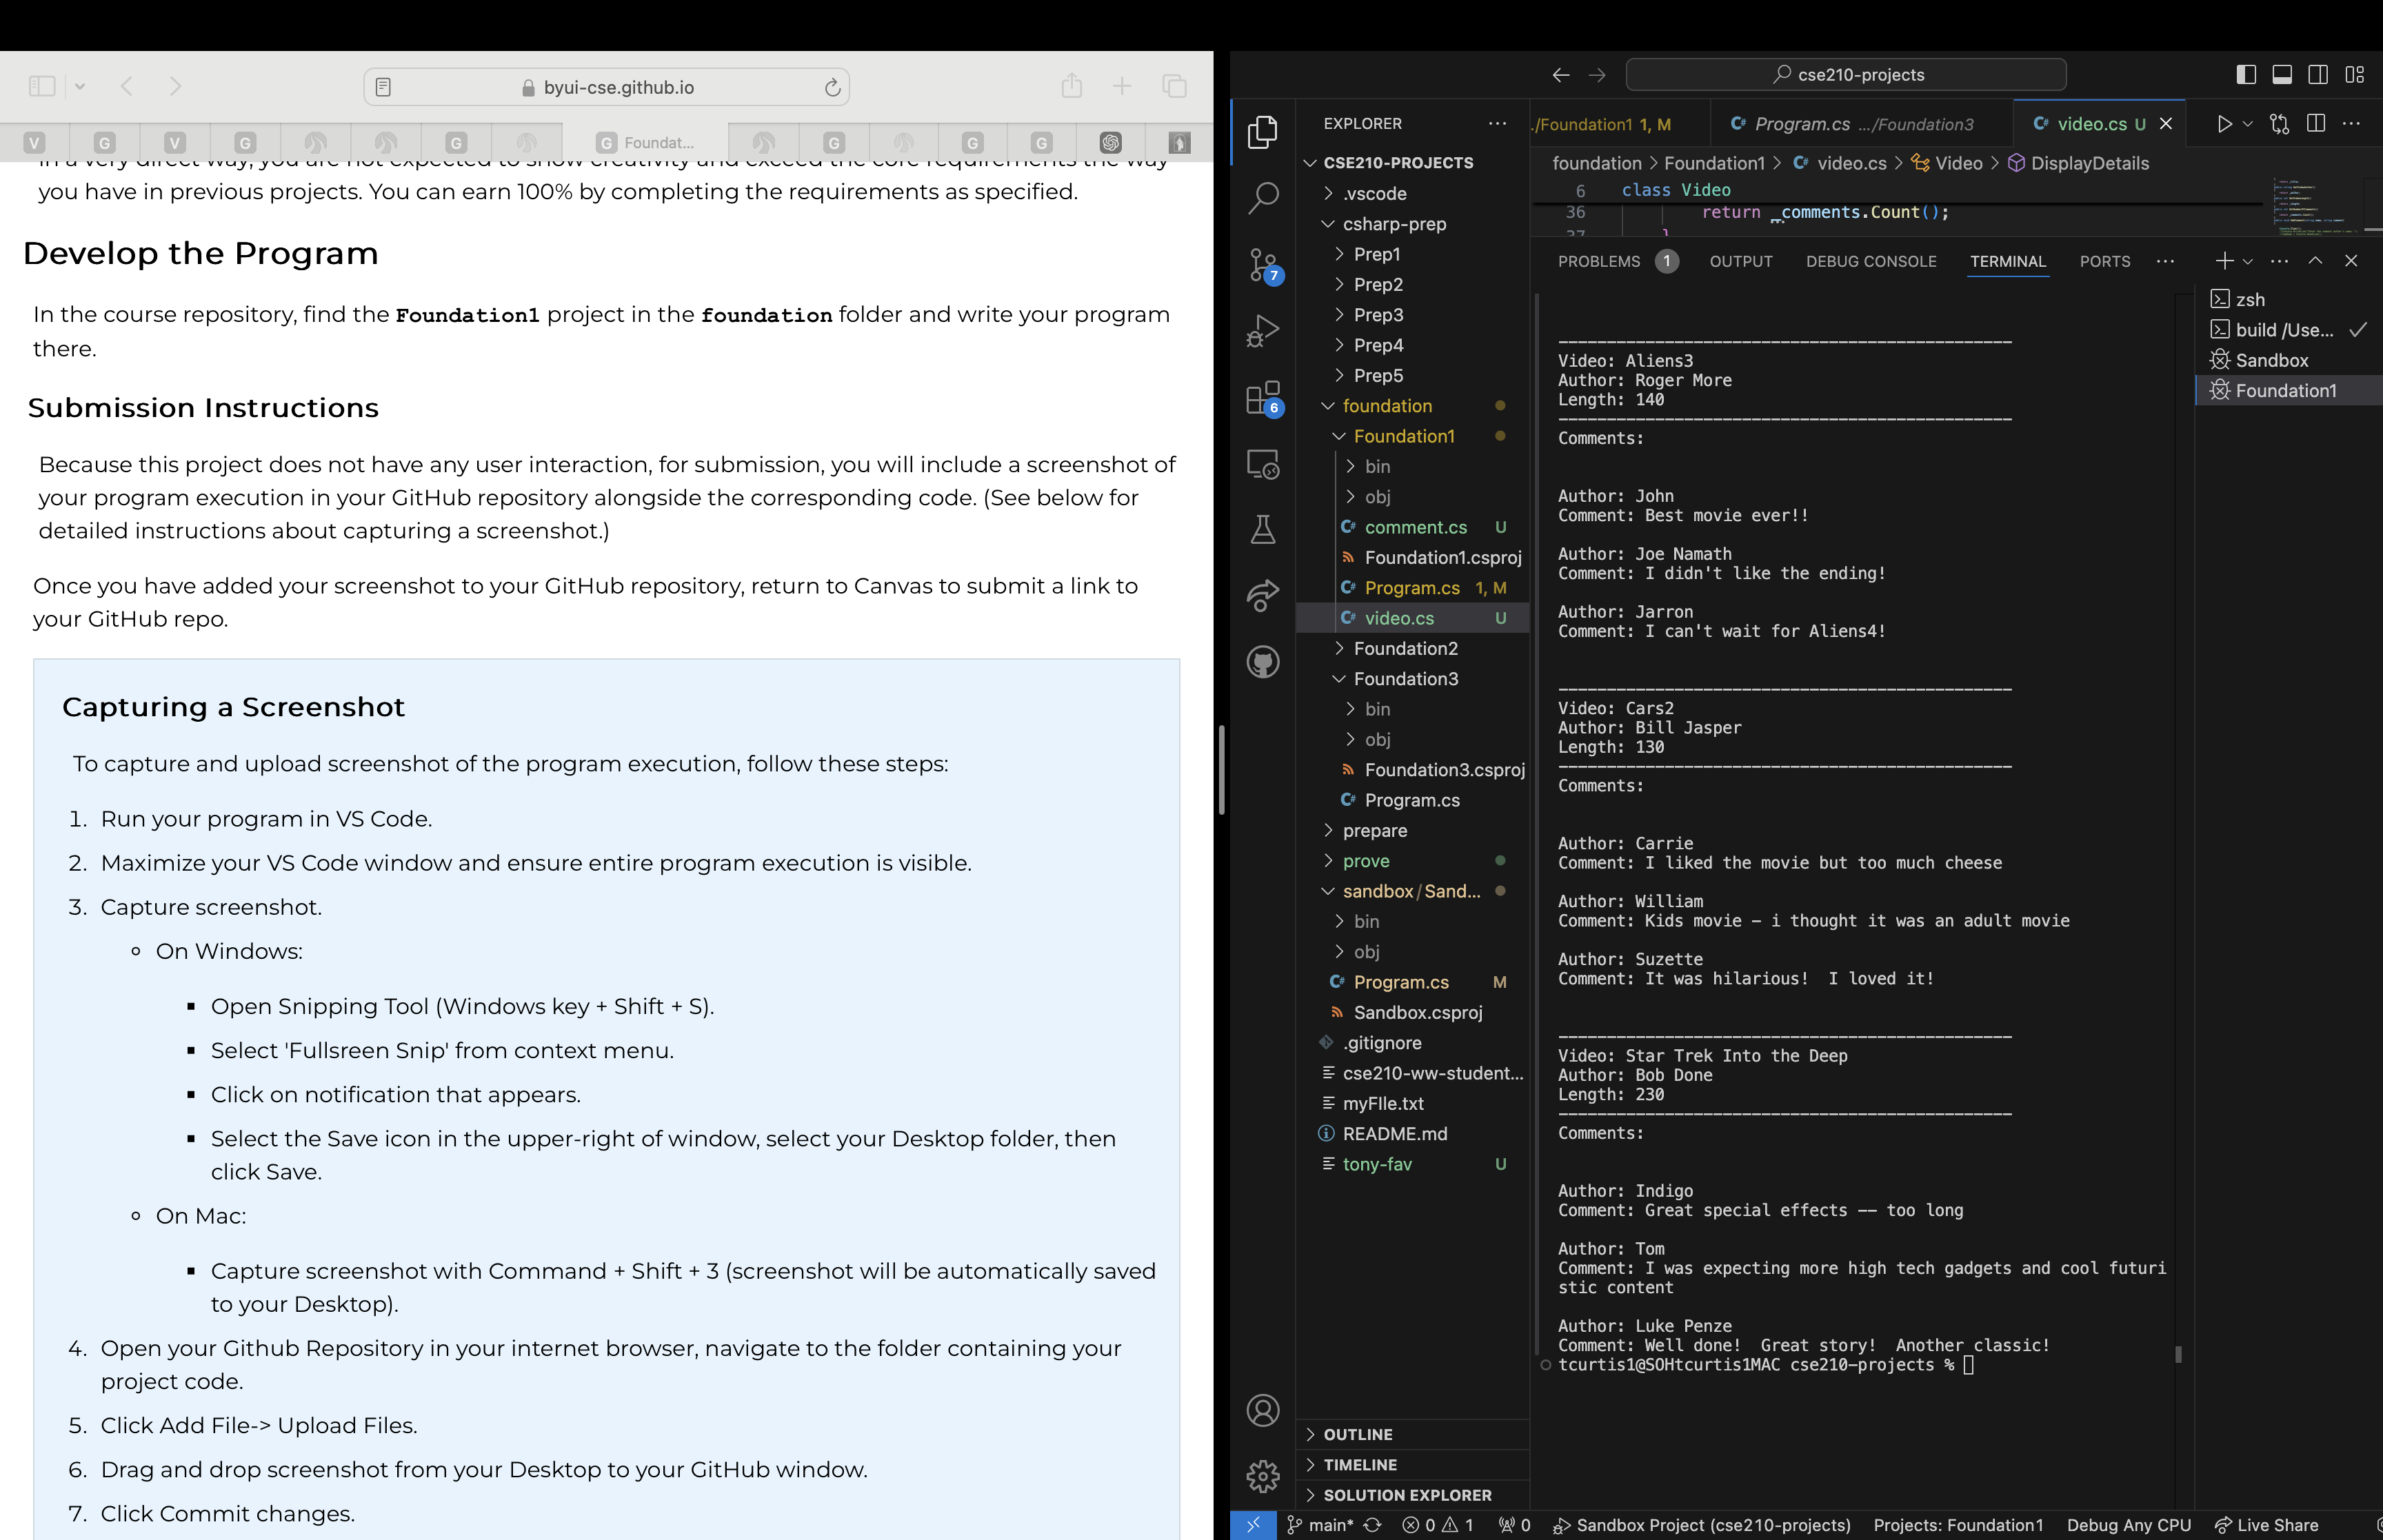 byui-cse.github.io
V
G
V
G
G
G Foundat...
G
G
G
in a very direct way, you are not expected to show creativity and exceed the core requirements the way
you have in previous projects. You can earn 100% by completing the requirements as specified.
Develop the Program
In the course repository, find the Foundation1 project in the foundation folder and write your program
there.
Submission Instructions
Because this project does not have any user interaction, for submission, you will include a screenshot of
your program execution in your GitHub repository alongside the corresponding code. (See below for
detailed instructions about capturing a screenshot.)
Once you have added your screenshot to your GitHub repository, return to Canvas to submit a link to
your GitHub repo.
Capturing a Screenshot
To capture and upload screenshot of the program execution, follow these steps:
1. Run your program in VS Code.
2. Maximize your VS Code window and ensure entire program execution is visible.
3. Capture screenshot.
On Windows:
Open Snipping Tool (Windows key + Shift + S).
Select 'Fullsreen Snip' from context menu.
Click on notification that appears.
Select the Save icon in the upper-right of window, select your Desktop folder, then
click Save.
On Mac:
Capture screenshot with Command + Shift + 3 (screenshot will be automatically saved
to your Desktop).
4. Open your Github Repository in your internet browser, navigate to the folder containing your
project code.
5. Click Add File-> Upload Files.
6. Drag and drop screenshot from your Desktop to your GitHub window.
7. Click Commit changes.
cse210-projects
7
6
EXPLORER
CSE210-PROJECTS
.vscode
csharp-prep
Prep1
Prep2
Prep3
Prep4
Prep5
foundation
Foundation1
bin
obj
C# comment.cs U
Foundation1.csproj
C# Program.cs 1, M
C# video.cs U
Foundation2
Foundation3
bin
obj
Foundation3.csproj
C# Program.cs
prepare
prove
sandbox/Sand...
bin
obj
C# Program.cs M
Sandbox.csproj
.gitignore
cse210-ww-student...
myFIle.txt
README.md
tony-fav U
OUTLINE
TIMELINE
SOLUTION EXPLORER
./Foundation1 1, M
C# Program.cs .../Foundation3
C# video.cs U
foundation > Foundation1 > C# video.cs > Video > DisplayDetails
6 class Video
36 return _comments.Count();
37 }
PROBLEMS 1 OUTPUT DEBUG CONSOLE TERMINAL PORTS
-----------------------------------------------
Video: Aliens3
Author: Roger More
Length: 140
-----------------------------------------------
Comments:
Author: John
Comment: Best movie ever!!
Author: Joe Namath
Comment: I didn't like the ending!
Author: Jarron
Comment: I can't wait for Aliens4!
-----------------------------------------------
Video: Cars2
Author: Bill Jasper
Length: 130
-----------------------------------------------
Comments:
Author: Carrie
Comment: I liked the movie but too much cheese
Author: William
Comment: Kids movie - i thought it was an adult movie
Author: Suzette
Comment: It was hilarious!  I loved it!
-----------------------------------------------
Video: Star Trek Into the Deep
Author: Bob Done
Length: 230
-----------------------------------------------
Comments:
Author: Indigo
Comment: Great special effects -- too long
Author: Tom
Comment: I was expecting more high tech gadgets and cool futuri
stic content
Author: Luke Penze
Comment: Well done!  Great story!  Another classic!
tcurtis1@SOHtcurtis1MAC cse210-projects %
zsh
build /Use...
Sandbox
Foundation1
main* 0 1 0 Sandbox Project (cse210-projects) Projects: Foundation1 Debug Any CPU Live Share